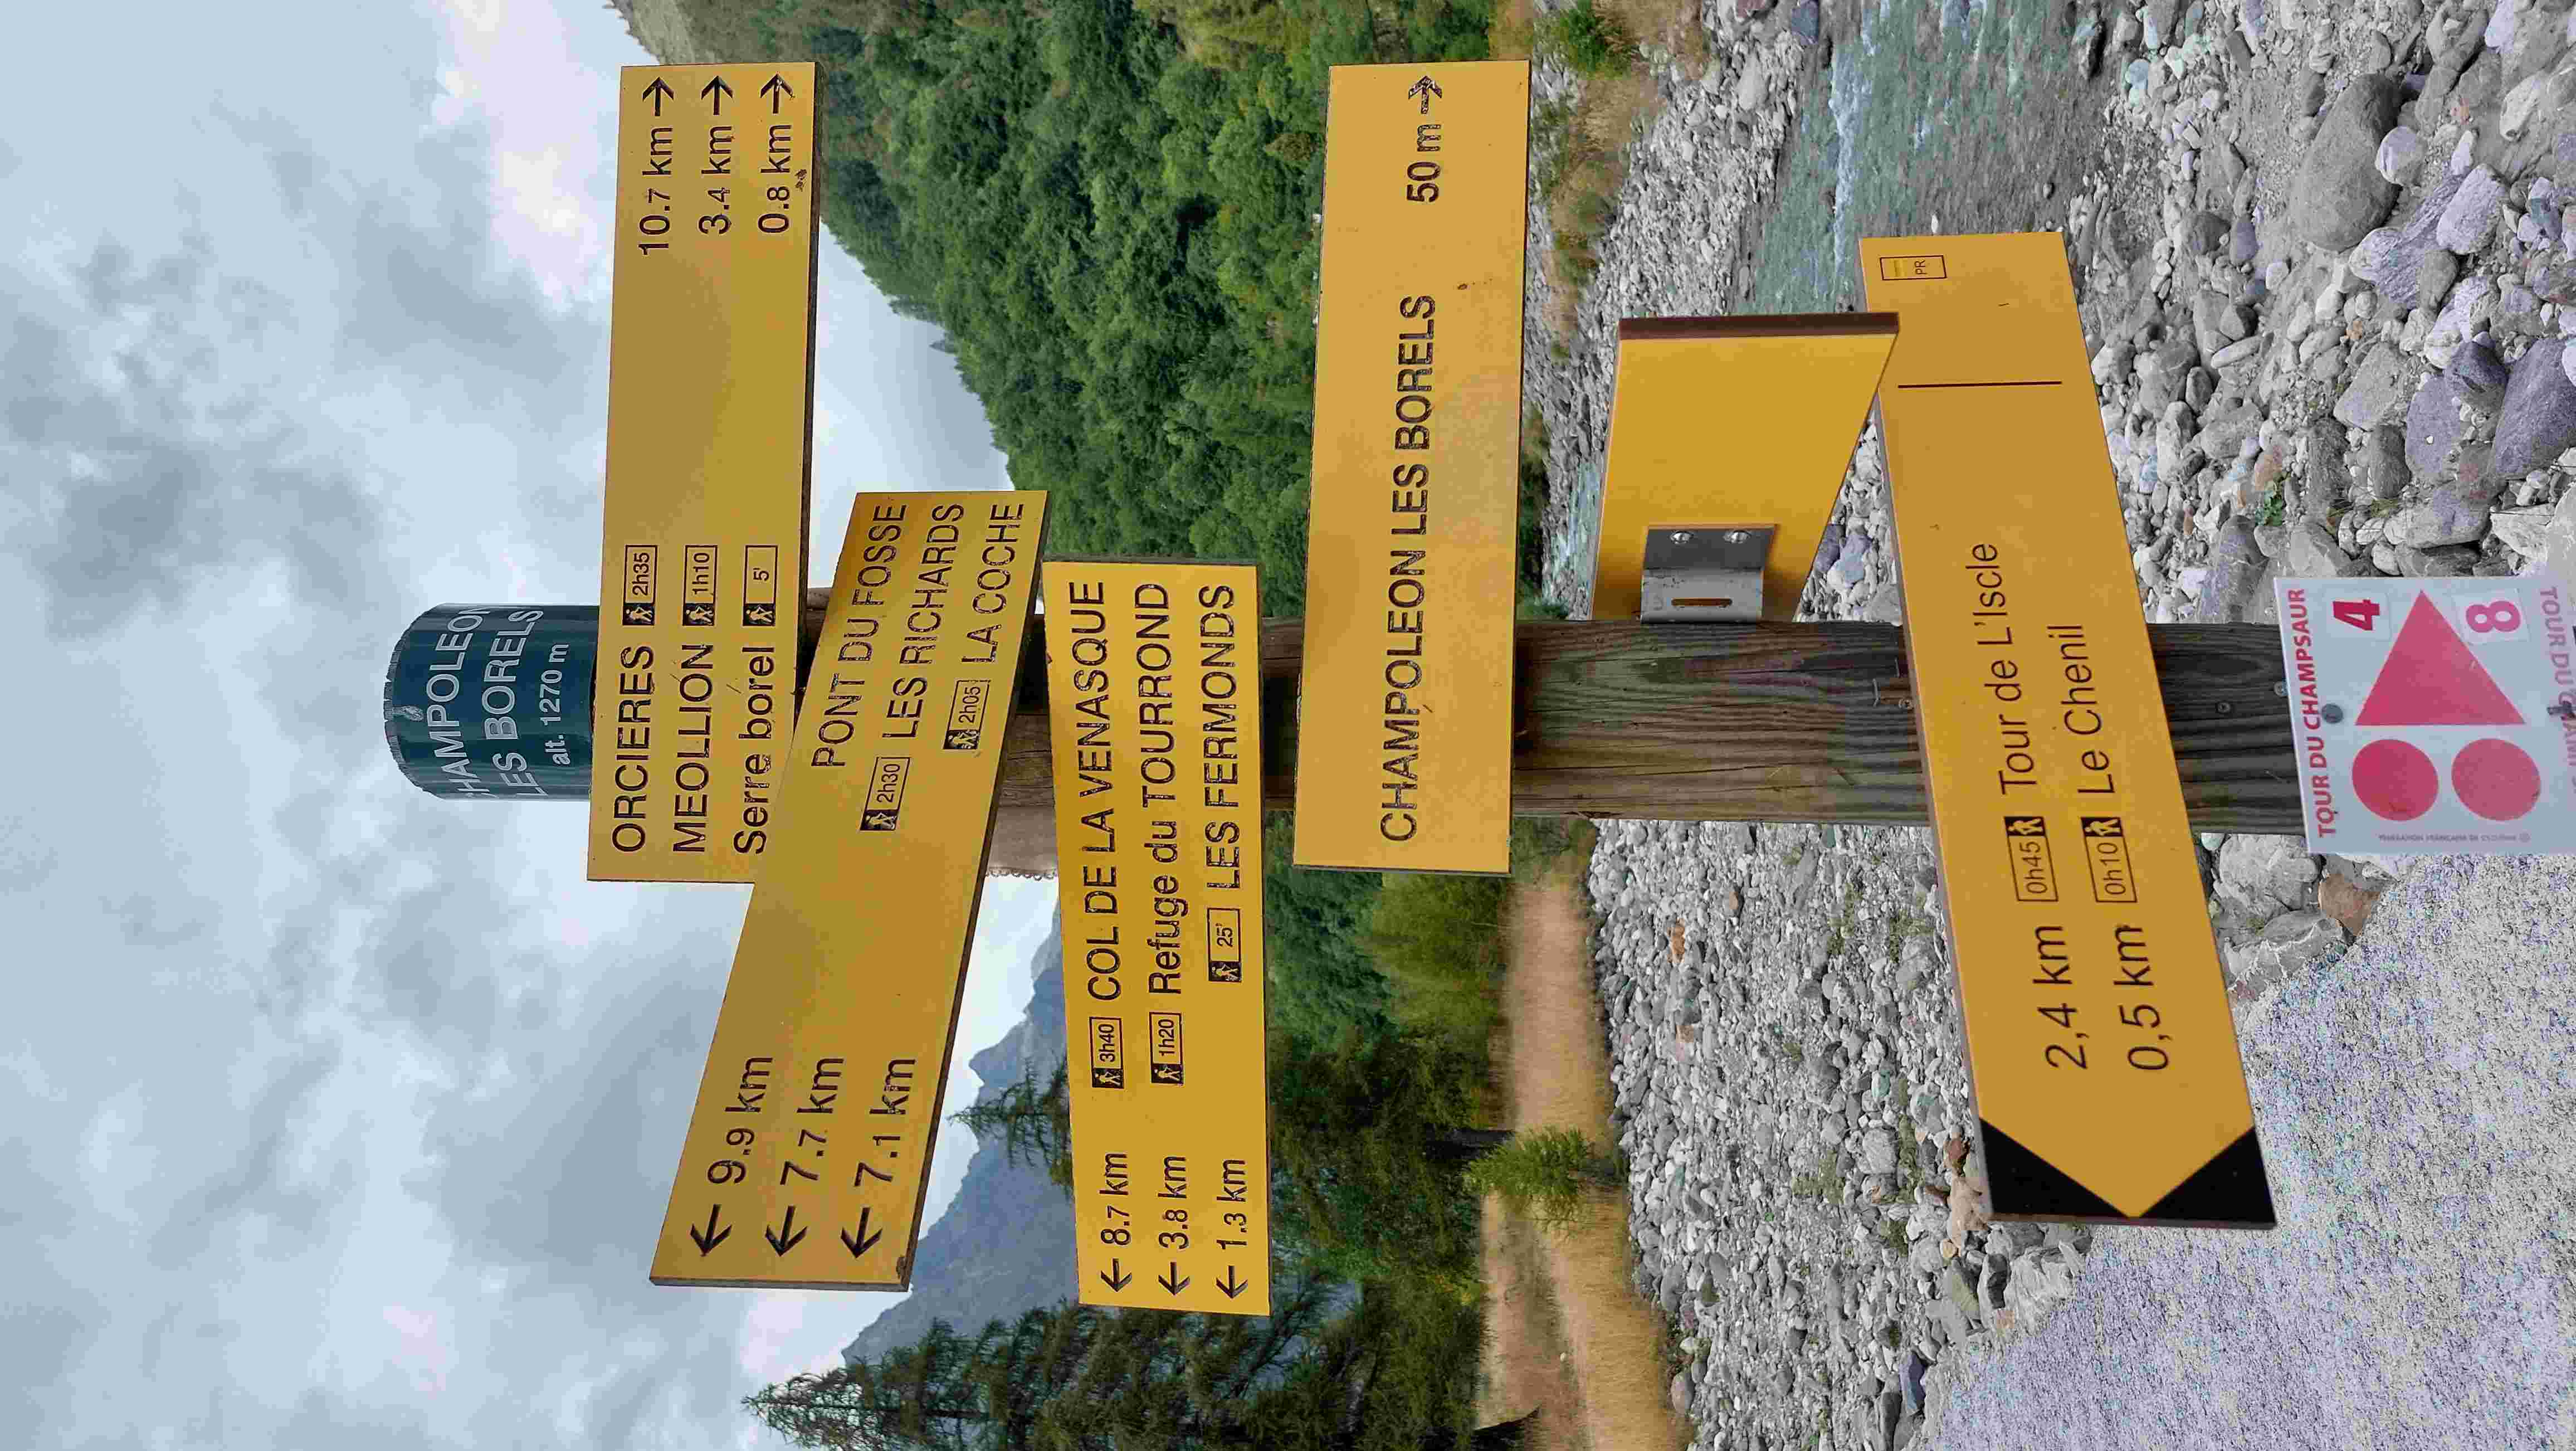 CHAMPOLEON
LES BORELS
alt. 1270 m
ORCIERES 2h35 10.7 km →
MEOLLION 1h10 3.4 km →
Serre borel 5' 0.8 km →
← 9.9 km PONT DU FOSSE
← 7.7 km 2h30 LES RICHARDS
← 7.1 km 2h05 LA COCHE
← 8.7 km 3h40 COL DE LA VENASQUE
← 3.8 km 1h20 Refuge du TOURROND
← 1.3 km 25' LES FERMONDS
CHAMPOLEON LES BORELS 50 m →
PR
2,4 km 0h45 Tour de L'Iscle
0,5 km 0h10 Le Chenil
TOUR DU CHAMPSAUR
4
8
TOUR DU